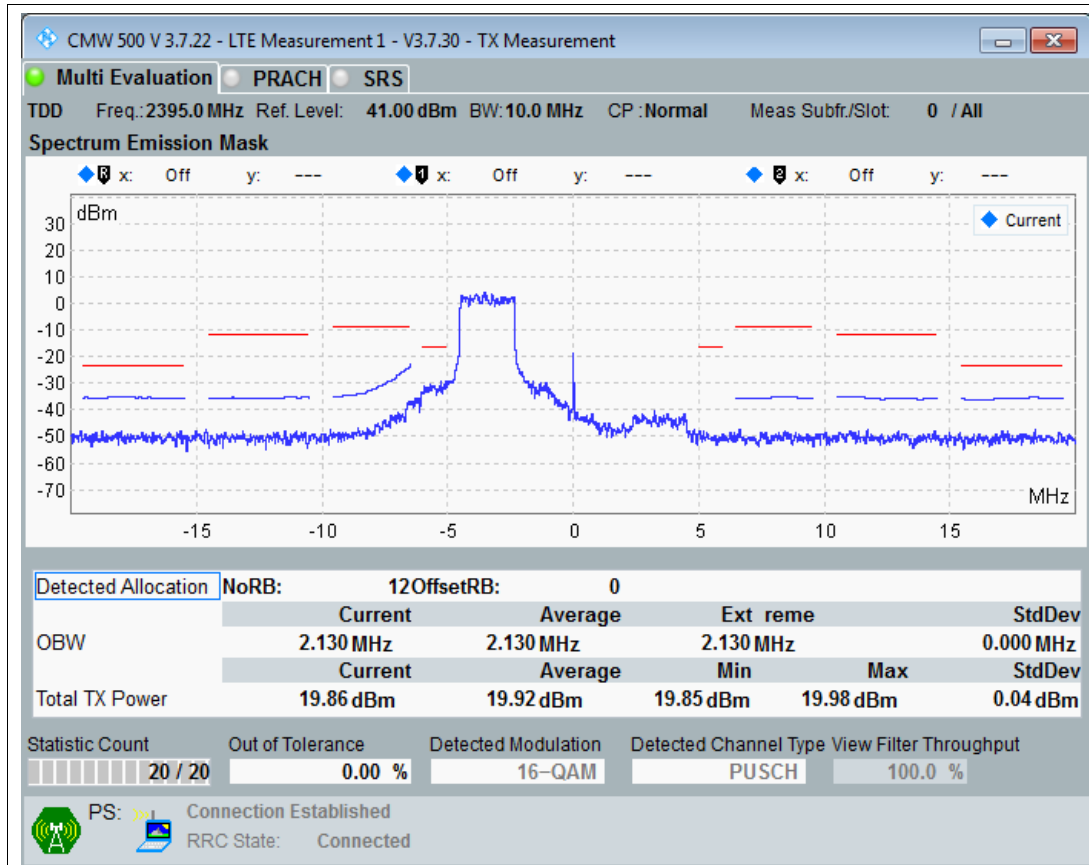 CMW 500 V 3.7.22 - LTE Measurement 1 - V3.7.30 - TX Measurement
Multi Evaluation PRACH SRS
TDD Freq.: 2395.0 MHz Ref. Level: 41.00 dBm BW: 10.0 MHz CP : Normal Meas Subfr./Slot: 0 / All
Spectrum Emission Mask
R x: Off y: --- 1 x: Off y: --- 2 x: Off y: ---
dBm
Current
30
20
10
0
-10
-20
-30
-40
-50
-60
-70
MHz
-15 -10 -5 0 5 10 15
Detected Allocation NoRB: 12 OffsetRB: 0
Current Average Ext reme StdDev
OBW 2.130 MHz 2.130 MHz 2.130 MHz 0.000 MHz
Current Average Min Max StdDev
Total TX Power 19.86 dBm 19.92 dBm 19.85 dBm 19.98 dBm 0.04 dBm
Statistic Count Out of Tolerance Detected Modulation Detected Channel Type View Filter Throughput
20 / 20 0.00 % 16-QAM PUSCH 100.0 %
PS: Connection Established
RRC State: Connected